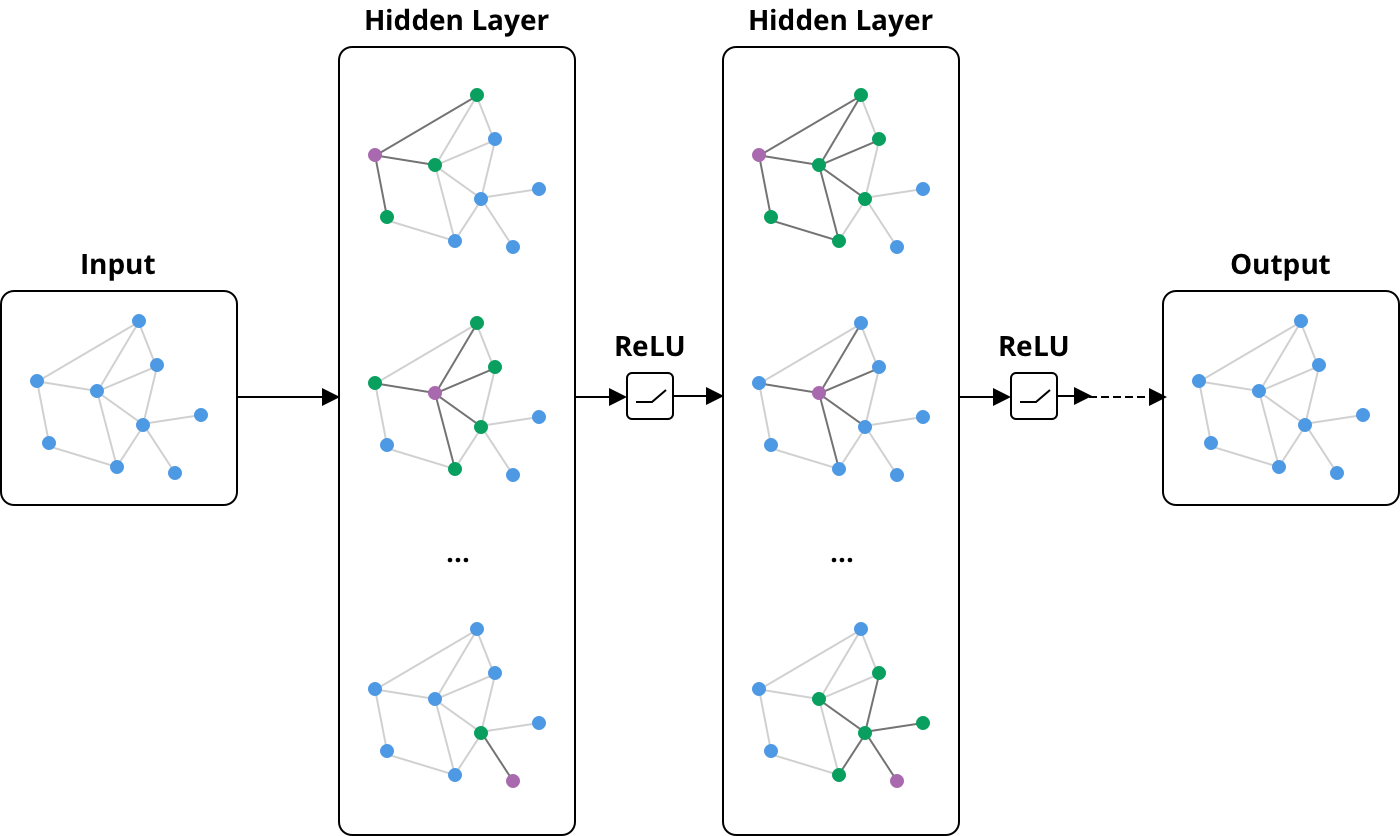 Hidden Layer
Hidden Layer
Input
Output
ReLU
ReLU
...
...